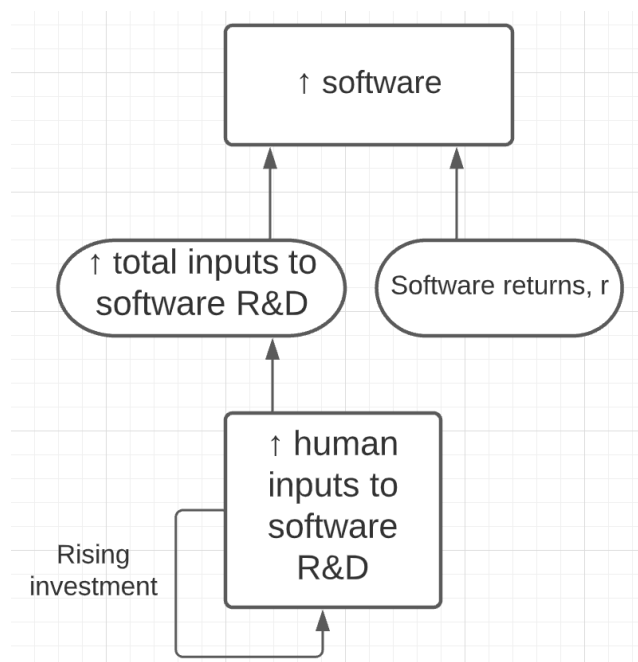 ↑ software
↑ total inputs to
software R&D
Software returns, r
↑ human
inputs to
software
R&D
Rising
investment